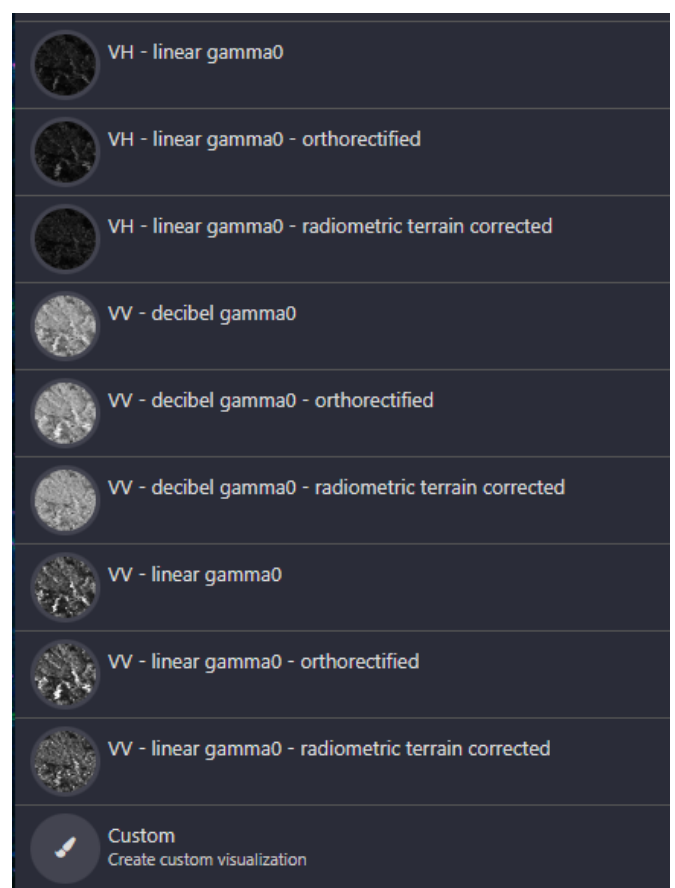 VH - linear gamma0
VH - linear gamma0 - orthorectified
VH - linear gamma0 - radiometric terrain corrected
VV - decibel gamma0
VV - decibel gamma0 - orthorectified
VV - decibel gamma0 - radiometric terrain corrected
VV - linear gamma0
VV - linear gamma0 - orthorectified
VV - linear gamma0 - radiometric terrain corrected
Custom
Create custom visualization